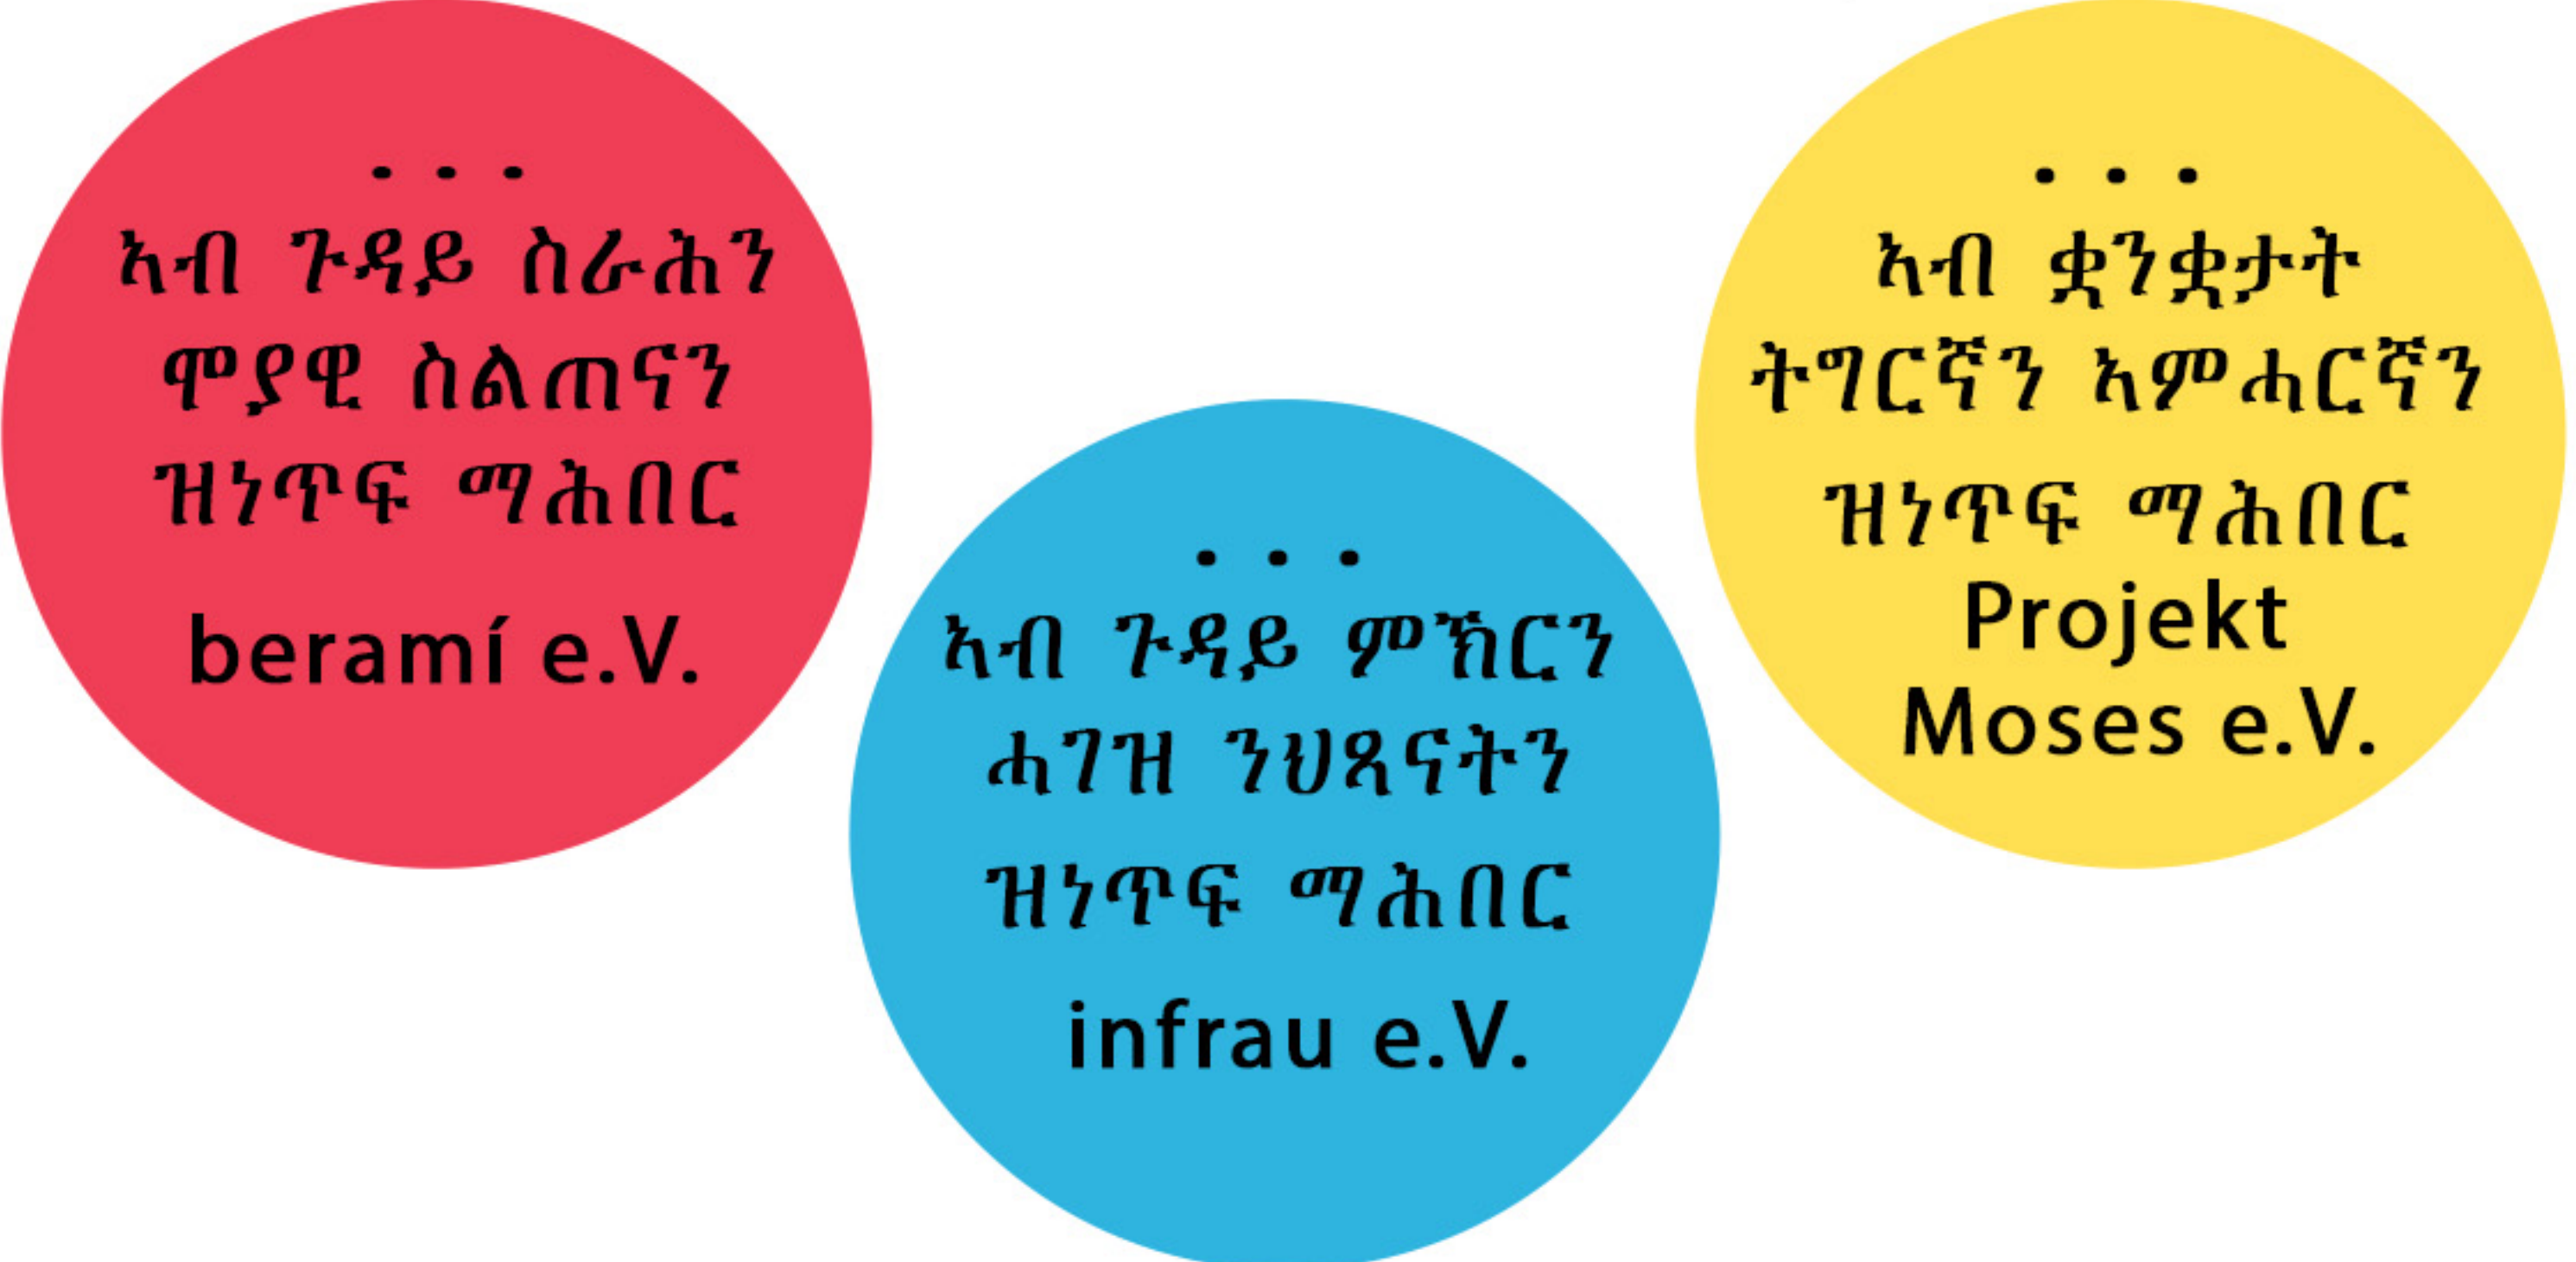 ...
ኣብ ጉዳይ ስራሕን
ሞያዊ ስልጠናን
ዝነጥፍ ማሕበር
beramí e.V.
...
ኣብ ጉዳይ ምኽርን
ሓገዝ ንህጻናትን
ዝነጥፍ ማሕበር
infrau e.V.
...
ኣብ ቋንቋታት
ትግርኛን ኣምሓርኛን
ዝነጥፍ ማሕበር
Projekt
Moses e.V.